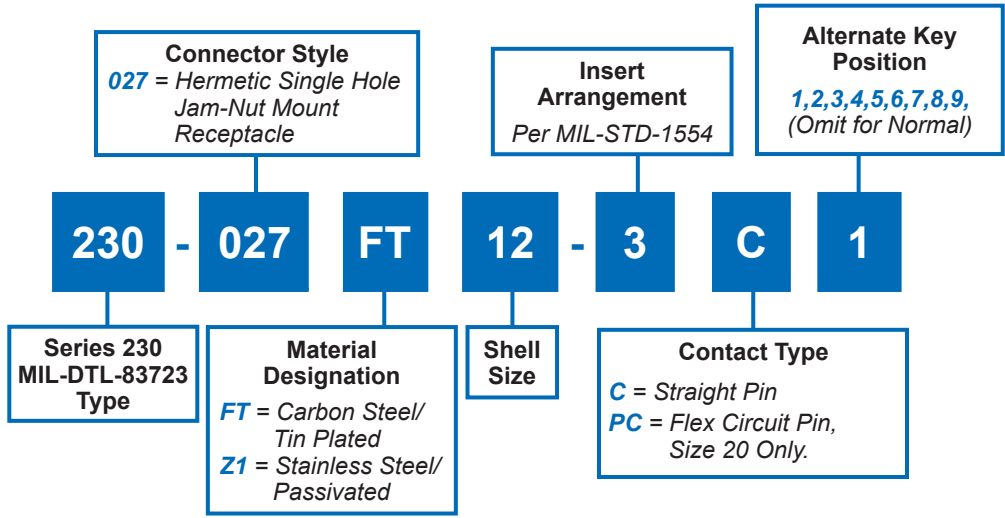 Connector Style
027 = Hermetic Single Hole
Jam-Nut Mount
Receptacle
Insert
Arrangement
Per MIL-STD-1554
Alternate Key
Position
1,2,3,4,5,6,7,8,9,
(Omit for Normal)
230 - 027 FT 12 - 3 C 1
Series 230
MIL-DTL-83723
Type
Material
Designation
FT = Carbon Steel/
Tin Plated
Z1 = Stainless Steel/
Passivated
Shell
Size
Contact Type
C = Straight Pin
PC = Flex Circuit Pin,
Size 20 Only.